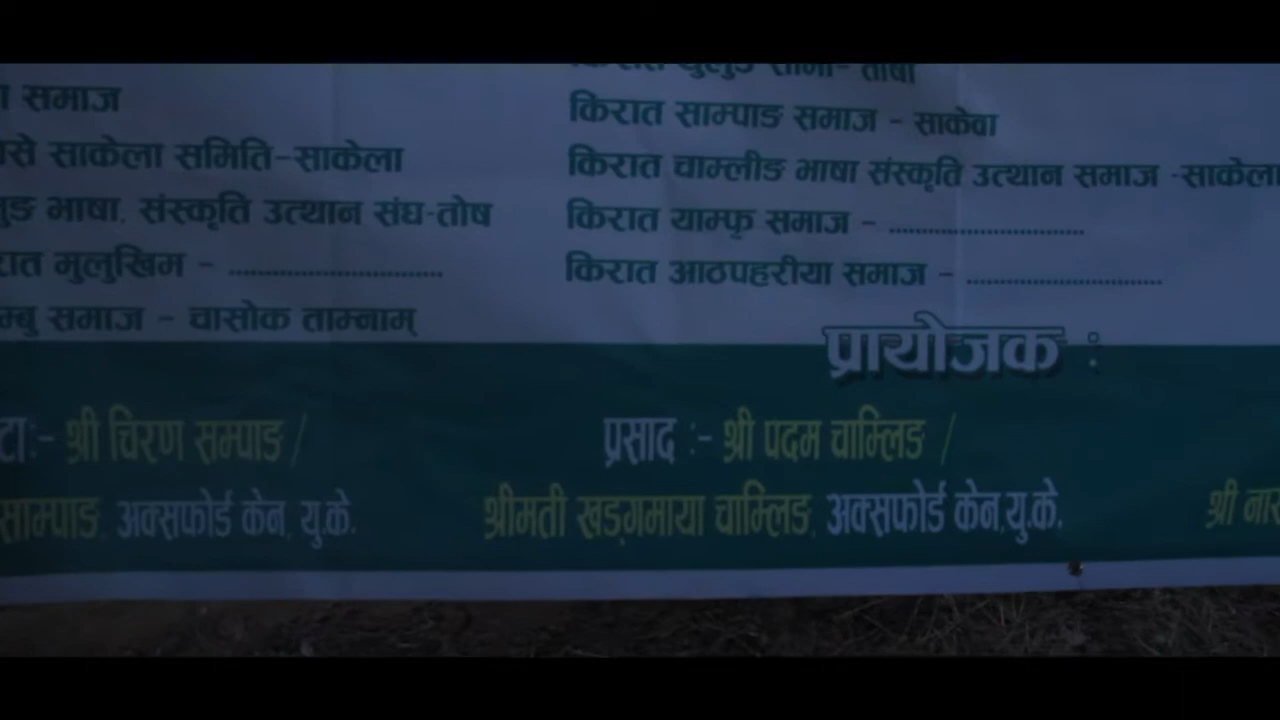 समाज
साकेला समिति-साकेला
भाषा, संस्कृति उत्थान संघ-तोष
मुलुखिम - ........................
समाज - चासोक ताम्नाम्
किरात साम्पाङ समाज - साकेवा
किरात चाम्लीङ भाषा संस्कृति उत्थान समाज -साकेला
किरात याम्फु समाज - ........................
किरात आठपहरीया समाज - ........................
प्रायोजक :
श्री चिरण सम्पाङ /
साम्पाङ, अक्सफोर्ड केन, यु.के.
प्रसाद :- श्री पदम चाम्लिङ /
श्रीमती खड्गमाया चाम्लिङ, अक्सफोर्ड केन,यु.के.
श्री